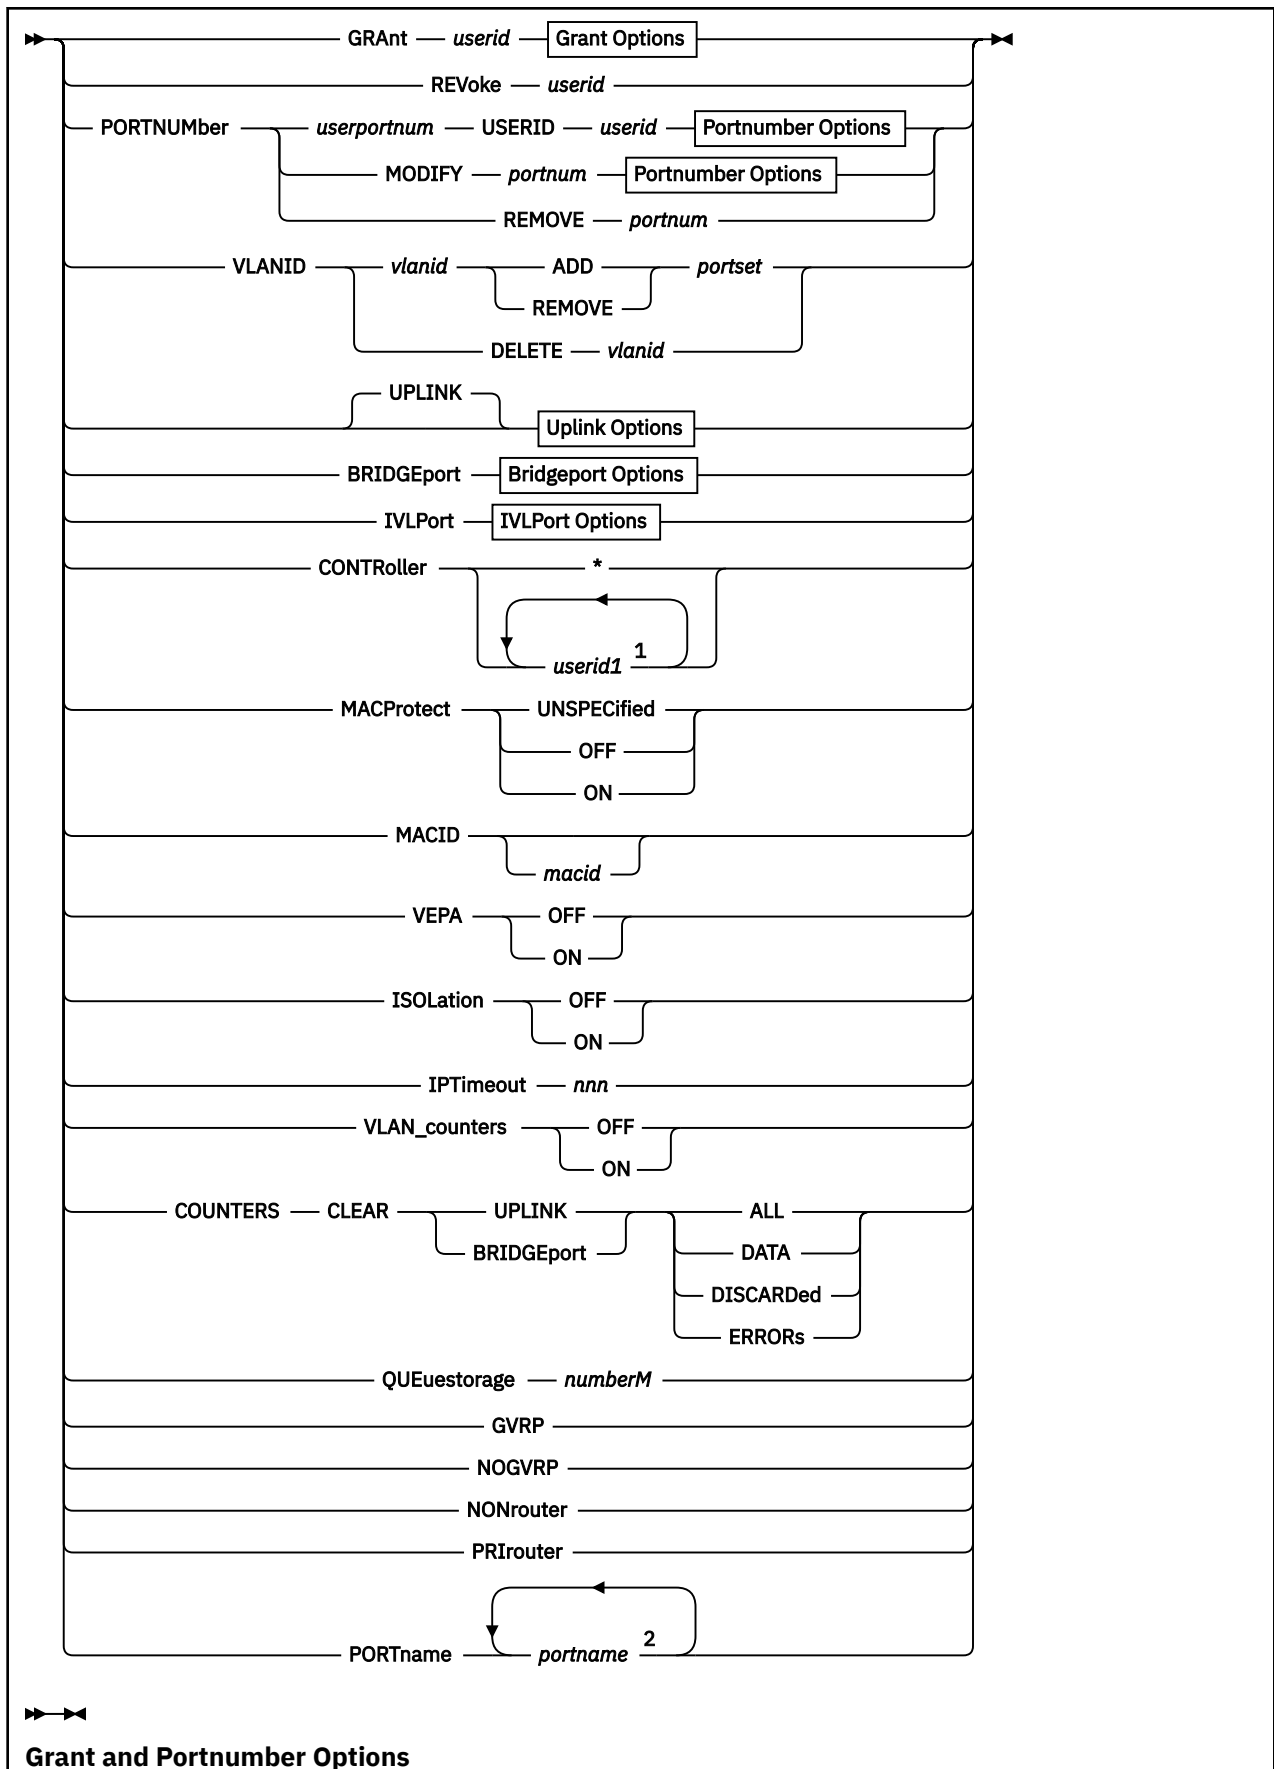 GRAnt userid Grant Options
REVoke userid
PORTNUMber userportnum USERID userid Portnumber Options
MODIFY portnum Portnumber Options
REMOVE portnum
VLANID vlanid ADD portset
REMOVE
DELETE vlanid
UPLINK
Uplink Options
BRIDGEport Bridgeport Options
IVLPort IVLPort Options
CONTRoller *
userid1 1
MACProtect UNSPECified
OFF
ON
MACID
macid
VEPA OFF
ON
ISOLation OFF
ON
IPTimeout nnn
VLAN_counters OFF
ON
COUNTERS CLEAR UPLINK ALL
BRIDGEport DATA
DISCARDed
ERRORs
QUEuestorage numberM
GVRP
NOGVRP
NONrouter
PRIrouter
PORTname portname 2
Grant and Portnumber Options